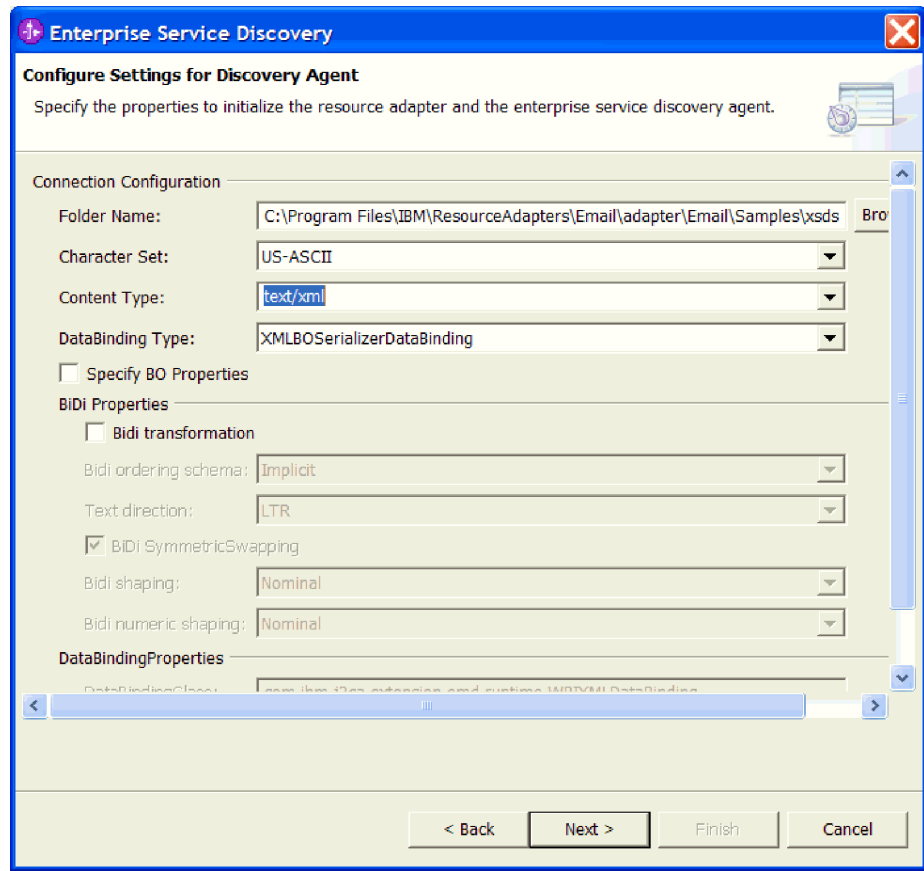 Enterprise Service Discovery
Configure Settings for Discovery Agent
Specify the properties to initialize the resource adapter and the enterprise service discovery agent.
Connection Configuration
Folder Name: C:\Program Files\IBM\ResourceAdapters\Email\adapter\Email\Samples\xsds Bro
Character Set: US-ASCII
Content Type: text/xml
DataBinding Type: XMLBOSerializerDataBinding
Specify BO Properties
BiDi Properties
Bidi transformation
Bidi ordering schema: Implicit
Text direction: LTR
BiDi SymmetricSwapping
Bidi shaping: Nominal
Bidi numeric shaping: Nominal
DataBindingProperties
DataBindingClass:
< Back Next > Finish Cancel